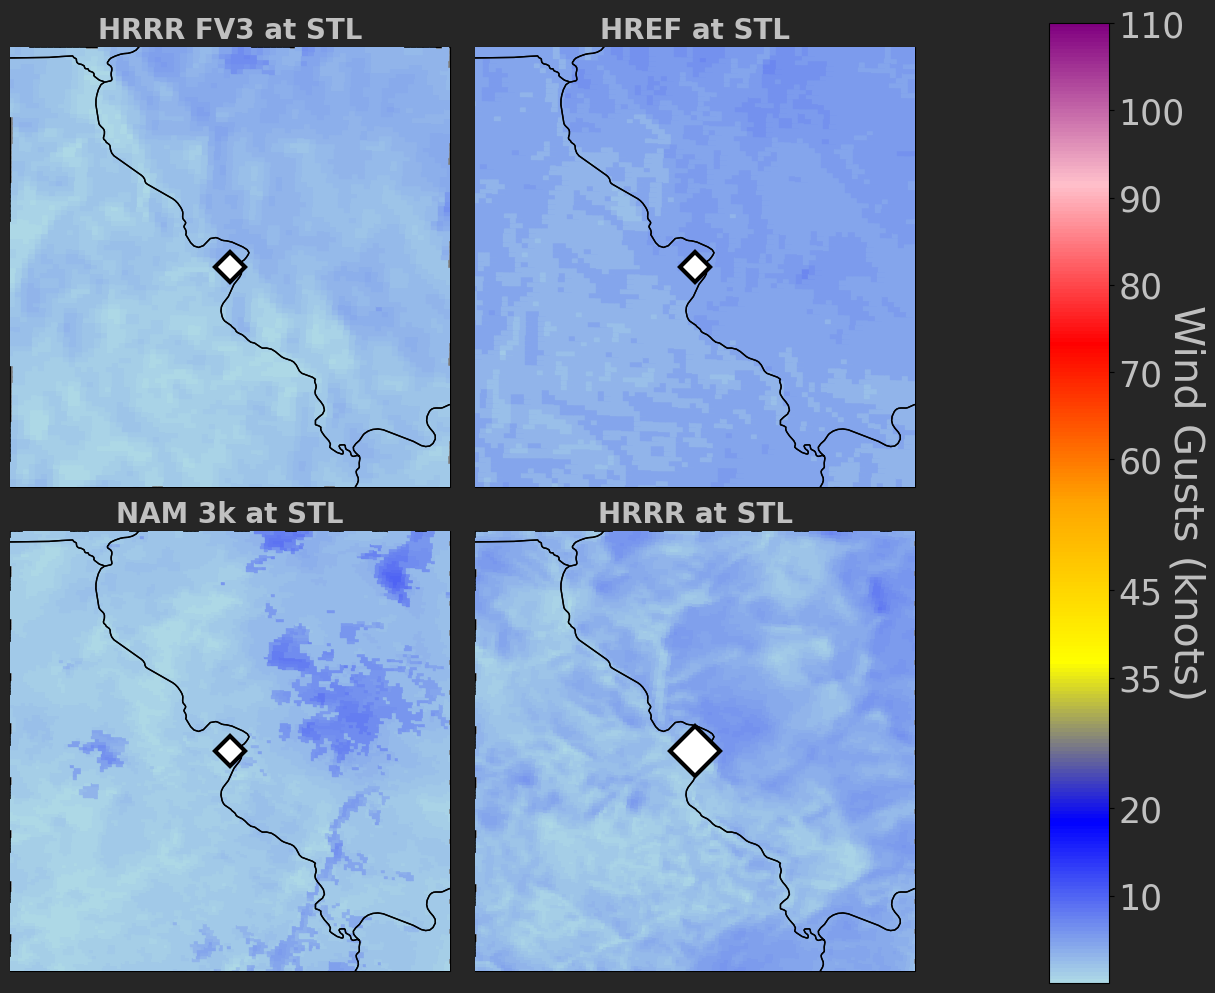 HRRR FV3 at STL
HREF at STL
NAM 3k at STL
HRRR at STL
110
100
90
80
70
60
45
35
20
10
Wind Gusts (knots)